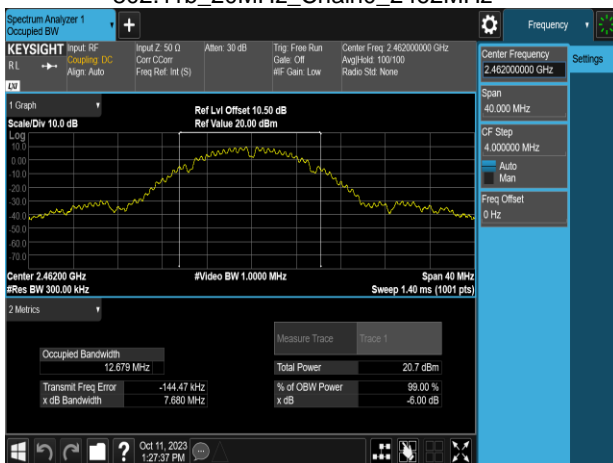 802.11b_20MHz_Chain0_2462MHz
Spectrum Analyzer 1
Occupied BW
Frequency
KEYSIGHT
RL
LXI
Input: RF
Coupling: DC
Align: Auto
Input Z: 50 Ω
Corr CCorr
Freq Ref: Int (S)
Atten: 30 dB
Trig: Free Run
Gate: Off
#IF Gain: Low
Center Freq: 2.462000000 GHz
Avg|Hold: 100/100
Radio Std: None
Center Frequency
2.462000000 GHz
Settings
Span
40.000 MHz
CF Step
4.000000 MHz
Auto
Man
Freq Offset
0 Hz
1 Graph
Scale/Div 10.0 dB
Ref Lvl Offset 10.50 dB
Ref Value 20.00 dBm
Log
10.0
0.00
-10.0
-20.0
-30.0
-40.0
-50.0
-60.0
-70.0
Center 2.46200 GHz
#Res BW 300.00 kHz
#Video BW 1.0000 MHz
Span 40 MHz
Sweep 1.40 ms (1001 pts)
2 Metrics
Measure Trace
Trace 1
Occupied Bandwidth
12.679 MHz
Total Power
20.7 dBm
Transmit Freq Error
-144.47 kHz
% of OBW Power
99.00 %
x dB Bandwidth
7.680 MHz
x dB
-6.00 dB
?
Oct 11, 2023
1:27:37 PM